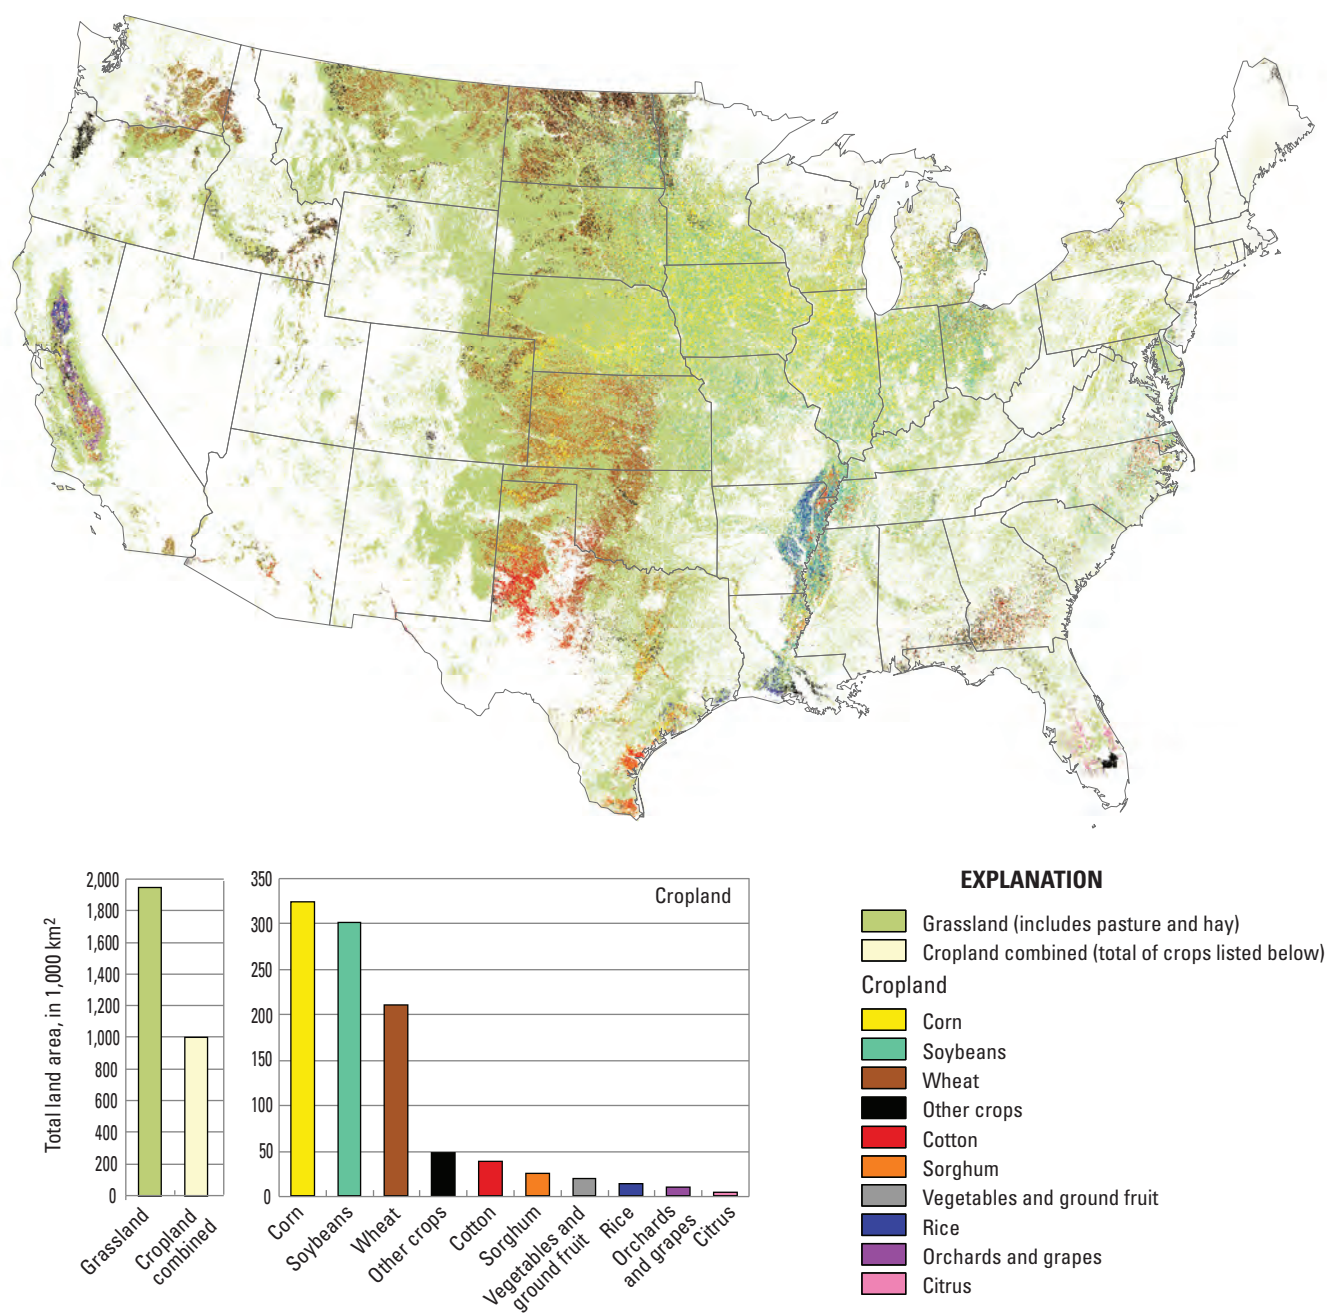 Total land area, in 1,000 km2
2,000
1,800
1,600
1,400
1,200
1,000
800
600
400
200
0
Grassland
Cropland
combined
350
300
250
200
150
100
50
0
Cropland
Corn
Soybeans
Wheat
Other crops
Cotton
Sorghum
Vegetables and
ground fruit
Rice
Orchards
and grapes
Citrus
EXPLANATION
Grassland (includes pasture and hay)
Cropland combined (total of crops listed below)
Cropland
Corn
Soybeans
Wheat
Other crops
Cotton
Sorghum
Vegetables and ground fruit
Rice
Orchards and grapes
Citrus